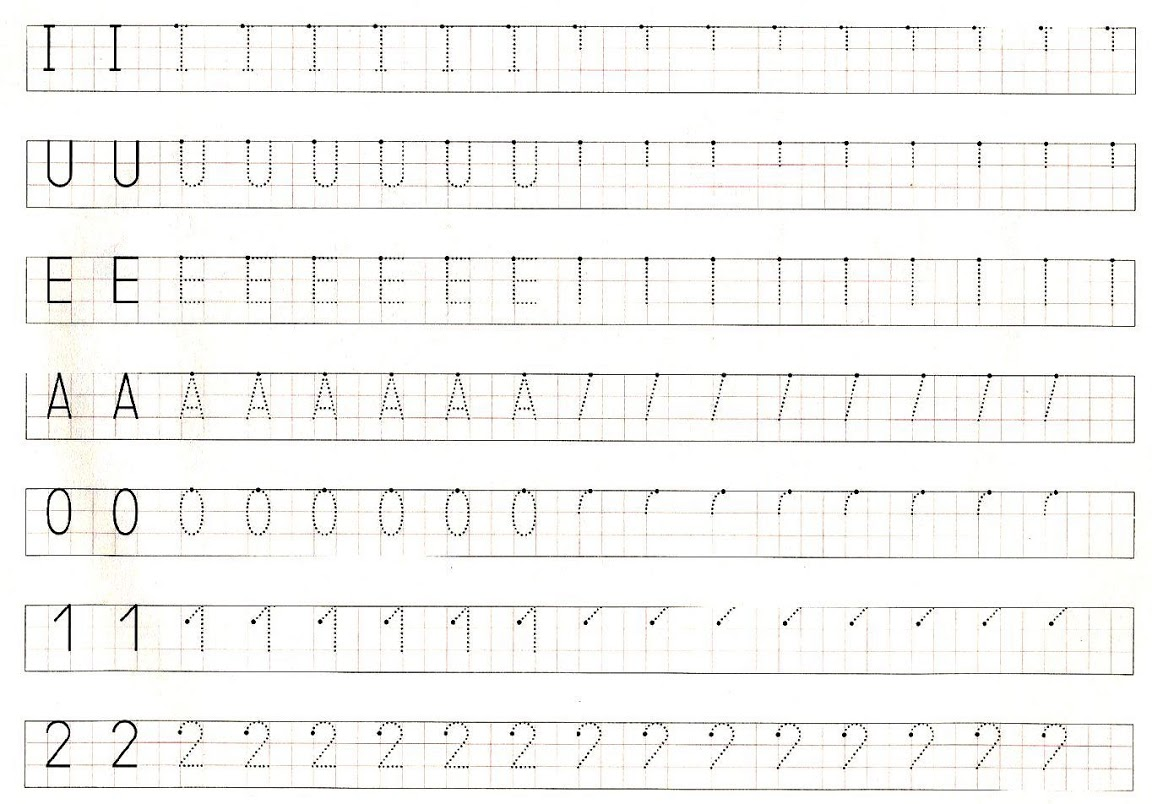 I I I I I I I I
U U U U U U U U
E E E E E E E E
A A A A A A A A
O O O O O O O O
1 1 1 1 1 1 1 1
2 2 2 2 2 2 2 2